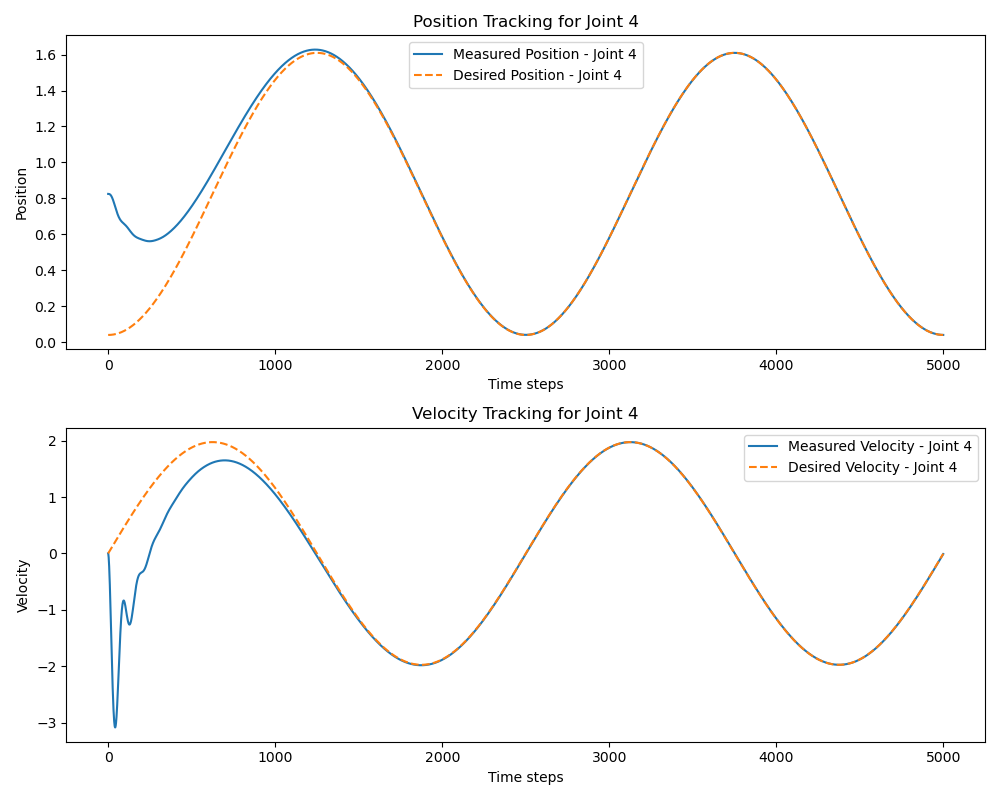 Position Tracking for Joint 4
Measured Position - Joint 4
Desired Position - Joint 4
Position
1.6
1.4
1.2
1.0
0.8
0.6
0.4
0.2
0.0
0 1000 2000 3000 4000 5000
Time steps
Velocity Tracking for Joint 4
Measured Velocity - Joint 4
Desired Velocity - Joint 4
Velocity
2
1
0
−1
−2
−3
0 1000 2000 3000 4000 5000
Time steps